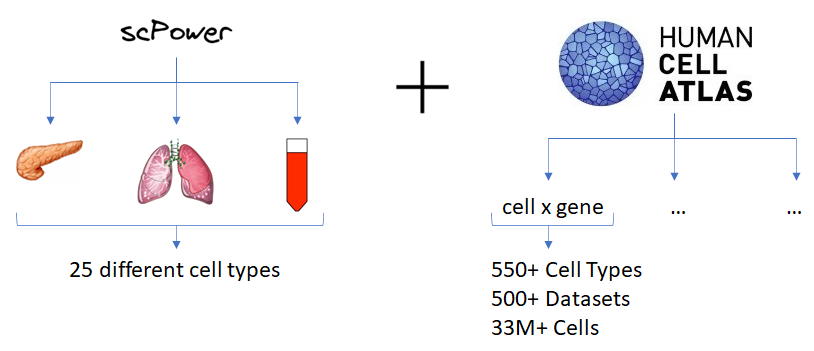 scPower
HUMAN
CELL
ATLAS
cell x gene
...
...
25 different cell types
550+ Cell Types
500+ Datasets
33M+ Cells